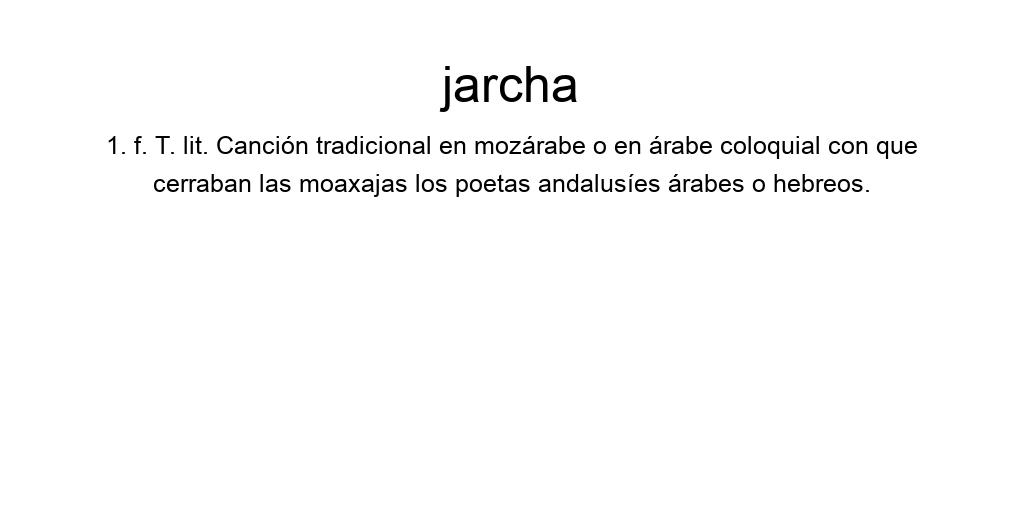 jarcha
1. f. T. lit. Canción tradicional en mozárabe o en árabe coloquial con que
cerraban las moaxajas los poetas andalusíes árabes o hebreos.